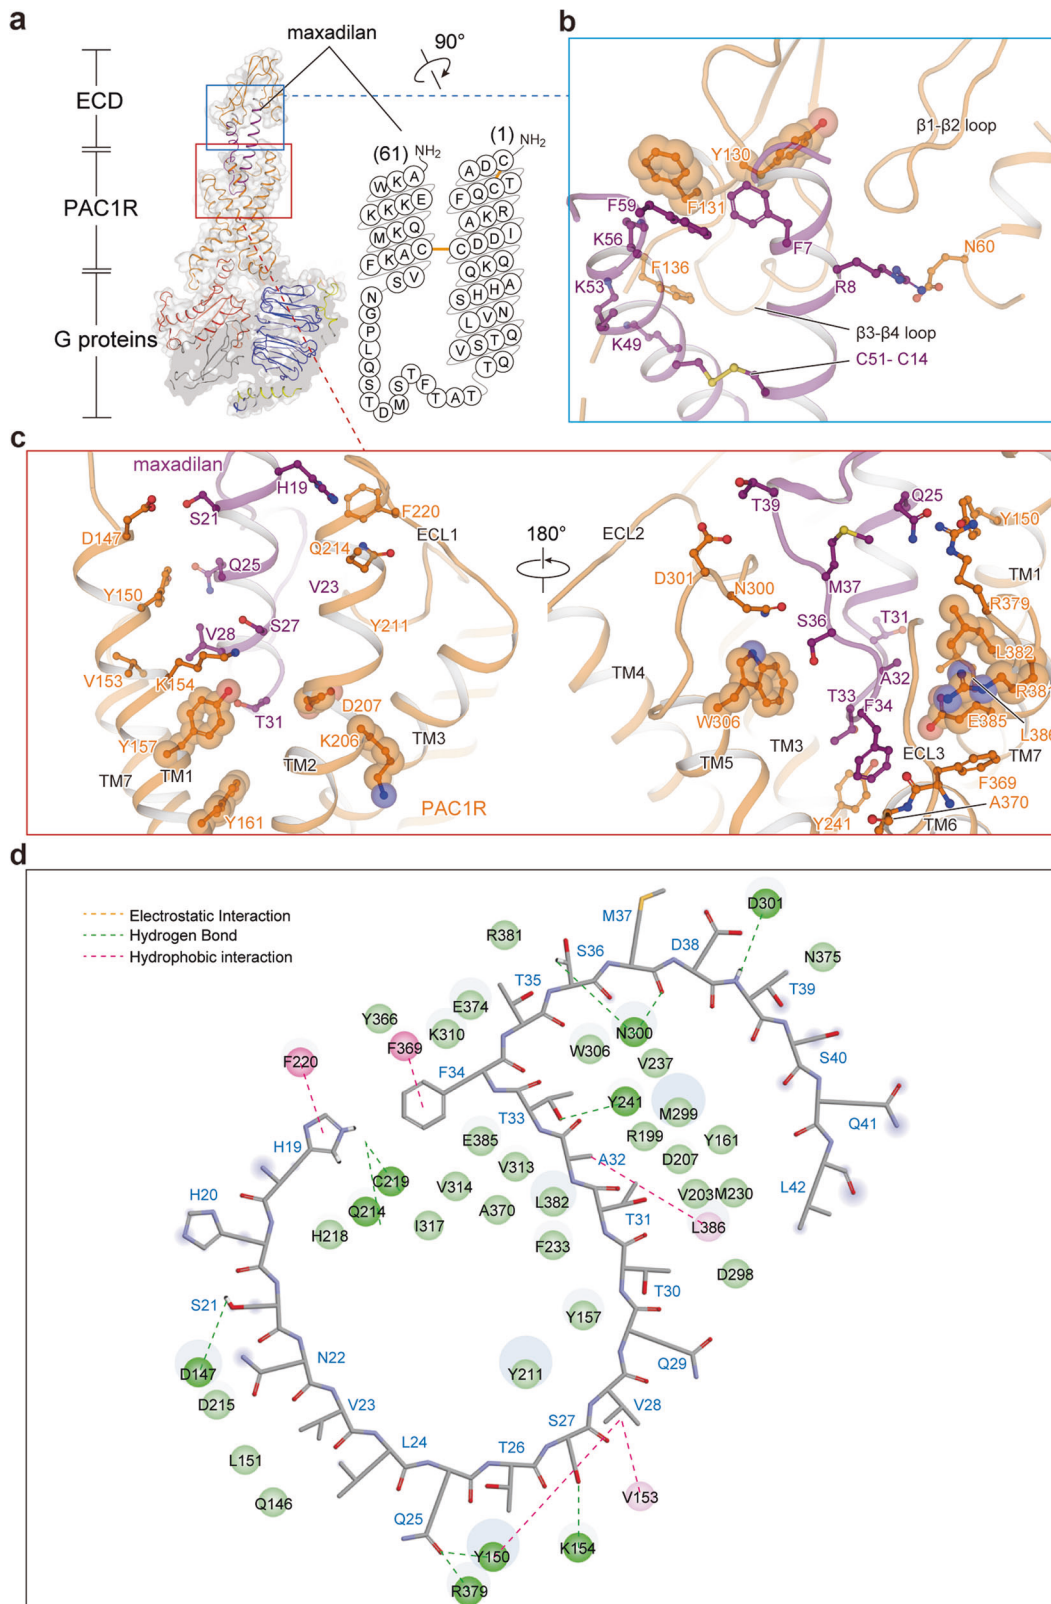 a
maxadilan
90°
ECD
PAC1R
G proteins
(61)
NH₂
(1)
NH₂
W K A
K K K E
M K Q
F K A C
S V
N
G
P
L
Q
S
T D M S T F T A T
A D C
F Q C T
A K R
C D D I
Q K Q
S H H A
L V N
V S T Q
T Q
b
β1-β2 loop
Y130
F131
F59
K56
F7
N60
F136
R8
K53
β3-β4 loop
K49
C51- C14
c
maxadilan
H19
S21
F220
D147
Q214
ECL1
Q25
V23
Y150
Y211
S27
V28
V153
K154
T31
D207
Y157
K206
TM3
TM7
TM1
TM2
PAC1R
Y161
180°
ECL2
T39
Q25
Y150
D301
N300
M37
TM1
R379
S36
T31
L382
TM4
A32
R381
T33
F34
W306
E385
L386
TM3
ECL3
TM5
TM7
F369
A370
Y241
TM6
d
Electrostatic Interaction
Hydrogen Bond
Hydrophobic interaction
M37
D301
R381
S36
D38
N375
T35
T39
E374
Y366
K310
N300
F369
W306
S40
F220
V237
F34
Y241
M299
Q41
T33
R199
Y161
H19
E385
D207
A32
C219
V313
L42
H20
V314
V203
M230
Q214
L382
A370
T31
L386
H218
I317
F233
D298
T30
S21
Y157
N22
Y211
Q29
D147
D215
V23
V28
S27
L24
T26
L151
V153
Q146
Q25
Y150
K154
R379